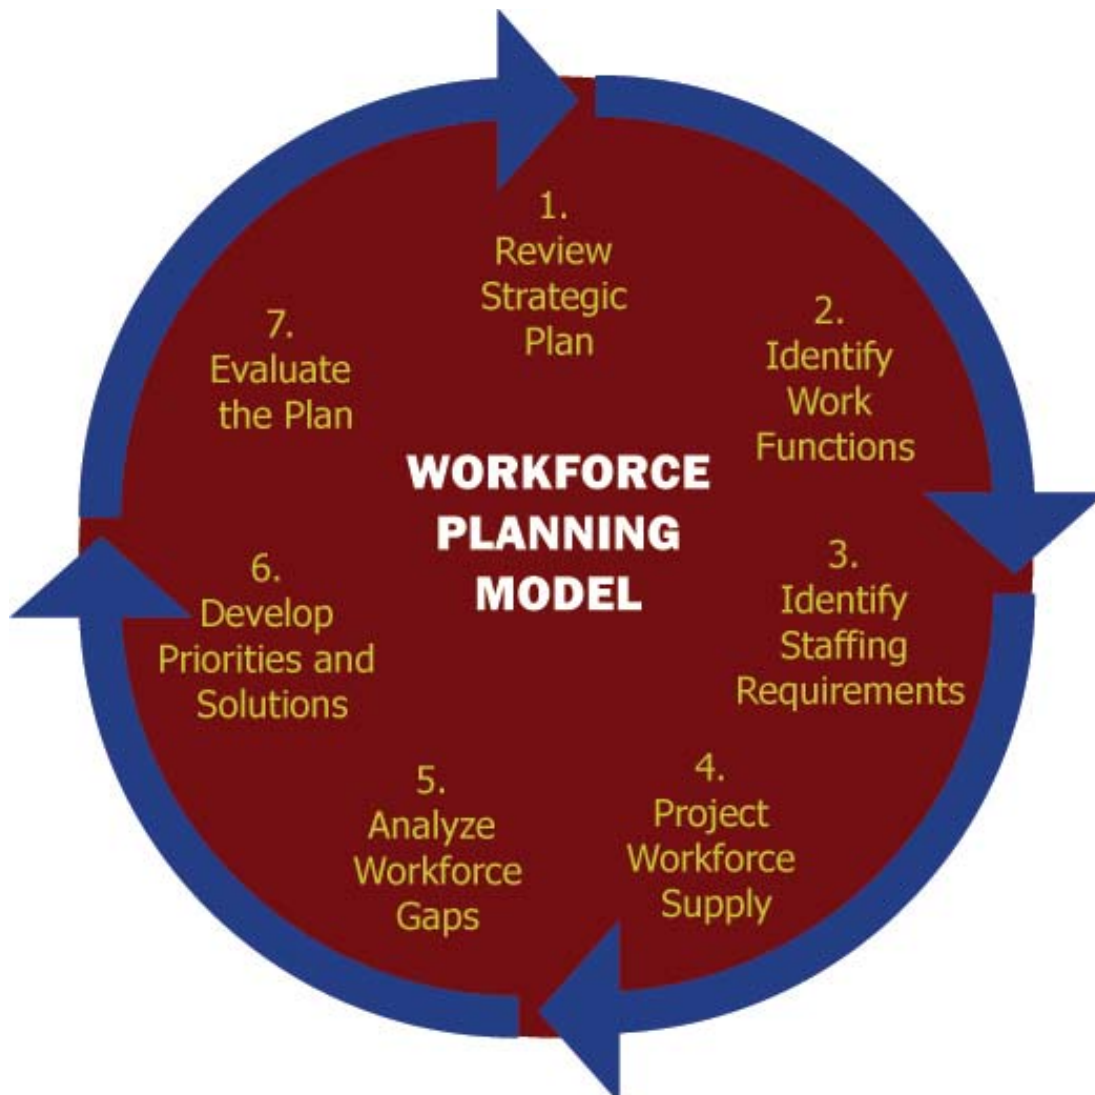 1.
Review
Strategic
Plan
2.
Identify
Work
Functions
3.
Identify
Staffing
Requirements
4.
Project
Workforce
Supply
5.
Analyze
Workforce
Gaps
6.
Develop
Priorities and
Solutions
7.
Evaluate
the Plan
WORKFORCE
PLANNING
MODEL